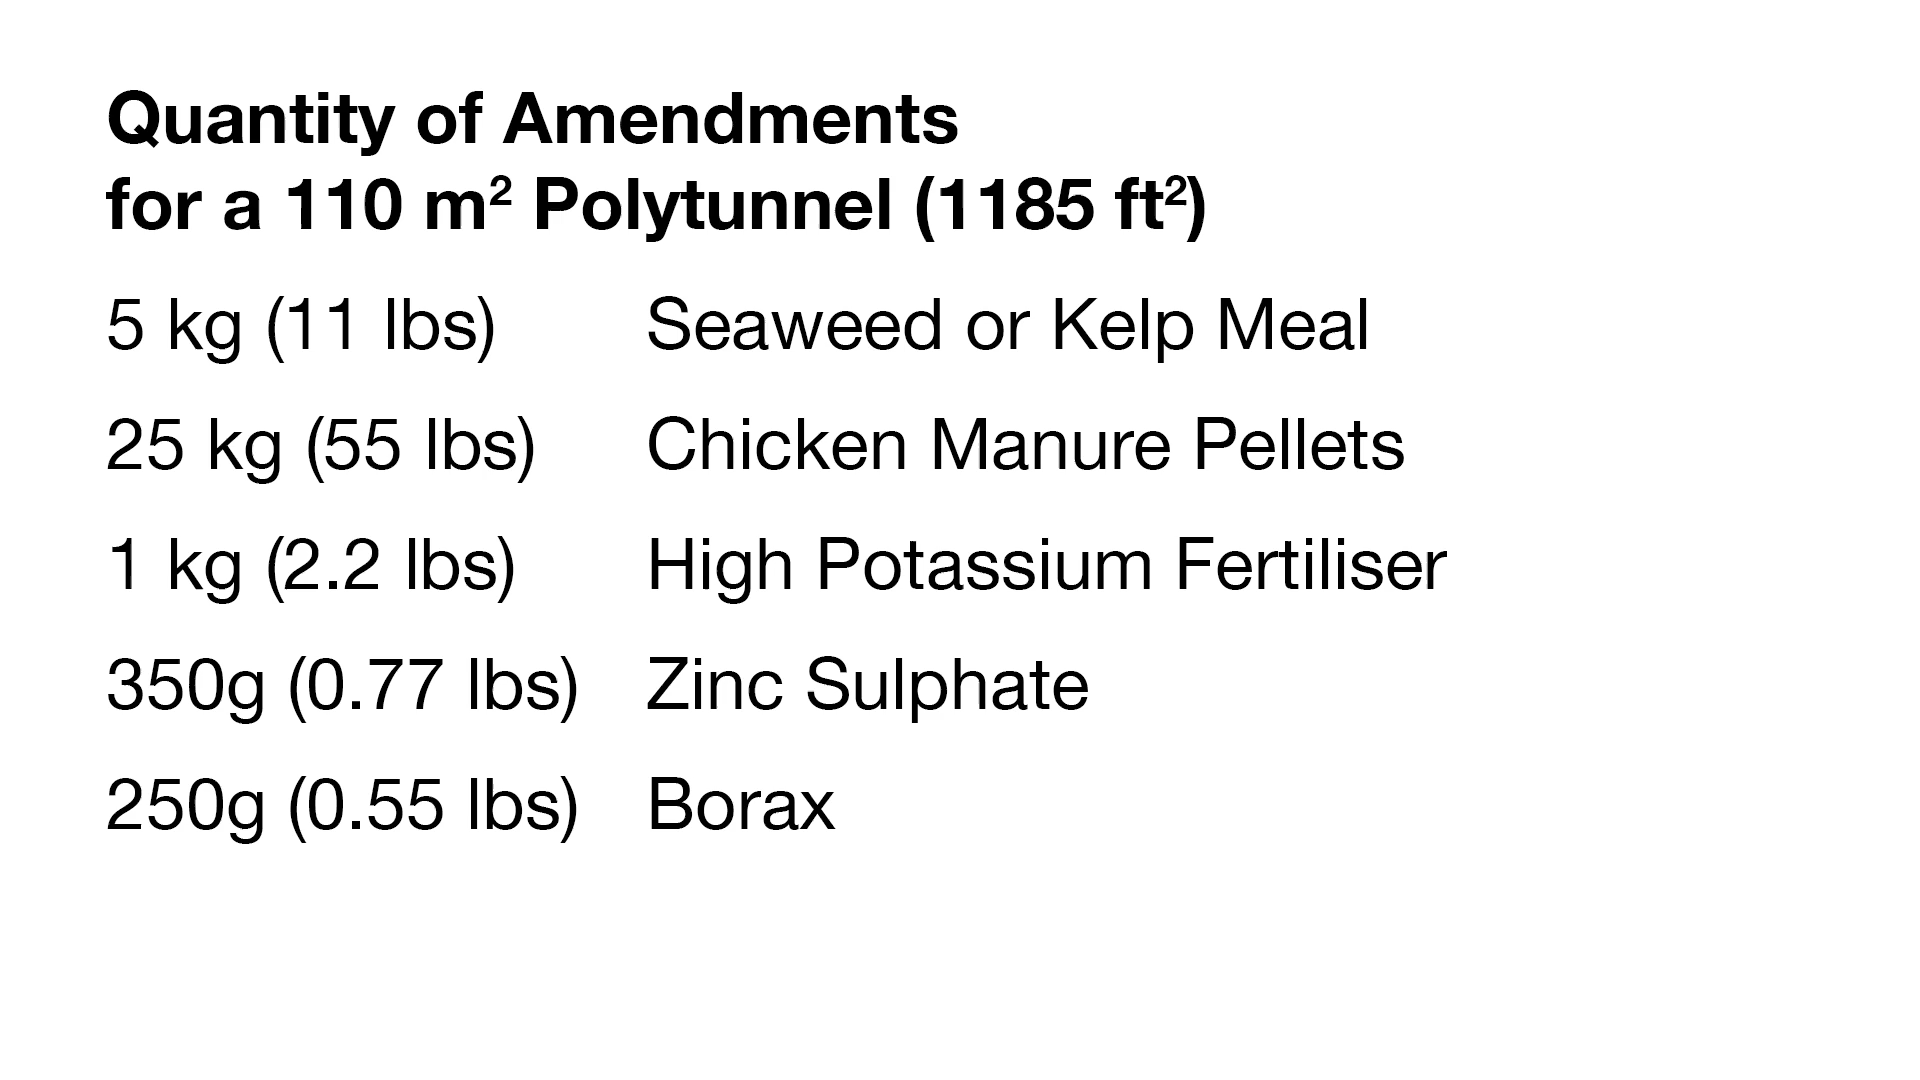 Quantity of Amendments
for a 110 m² Polytunnel (1185 ft²)
5 kg (11 lbs) Seaweed or Kelp Meal
25 kg (55 lbs) Chicken Manure Pellets
1 kg (2.2 lbs) High Potassium Fertiliser
350g (0.77 lbs) Zinc Sulphate
250g (0.55 lbs) Borax